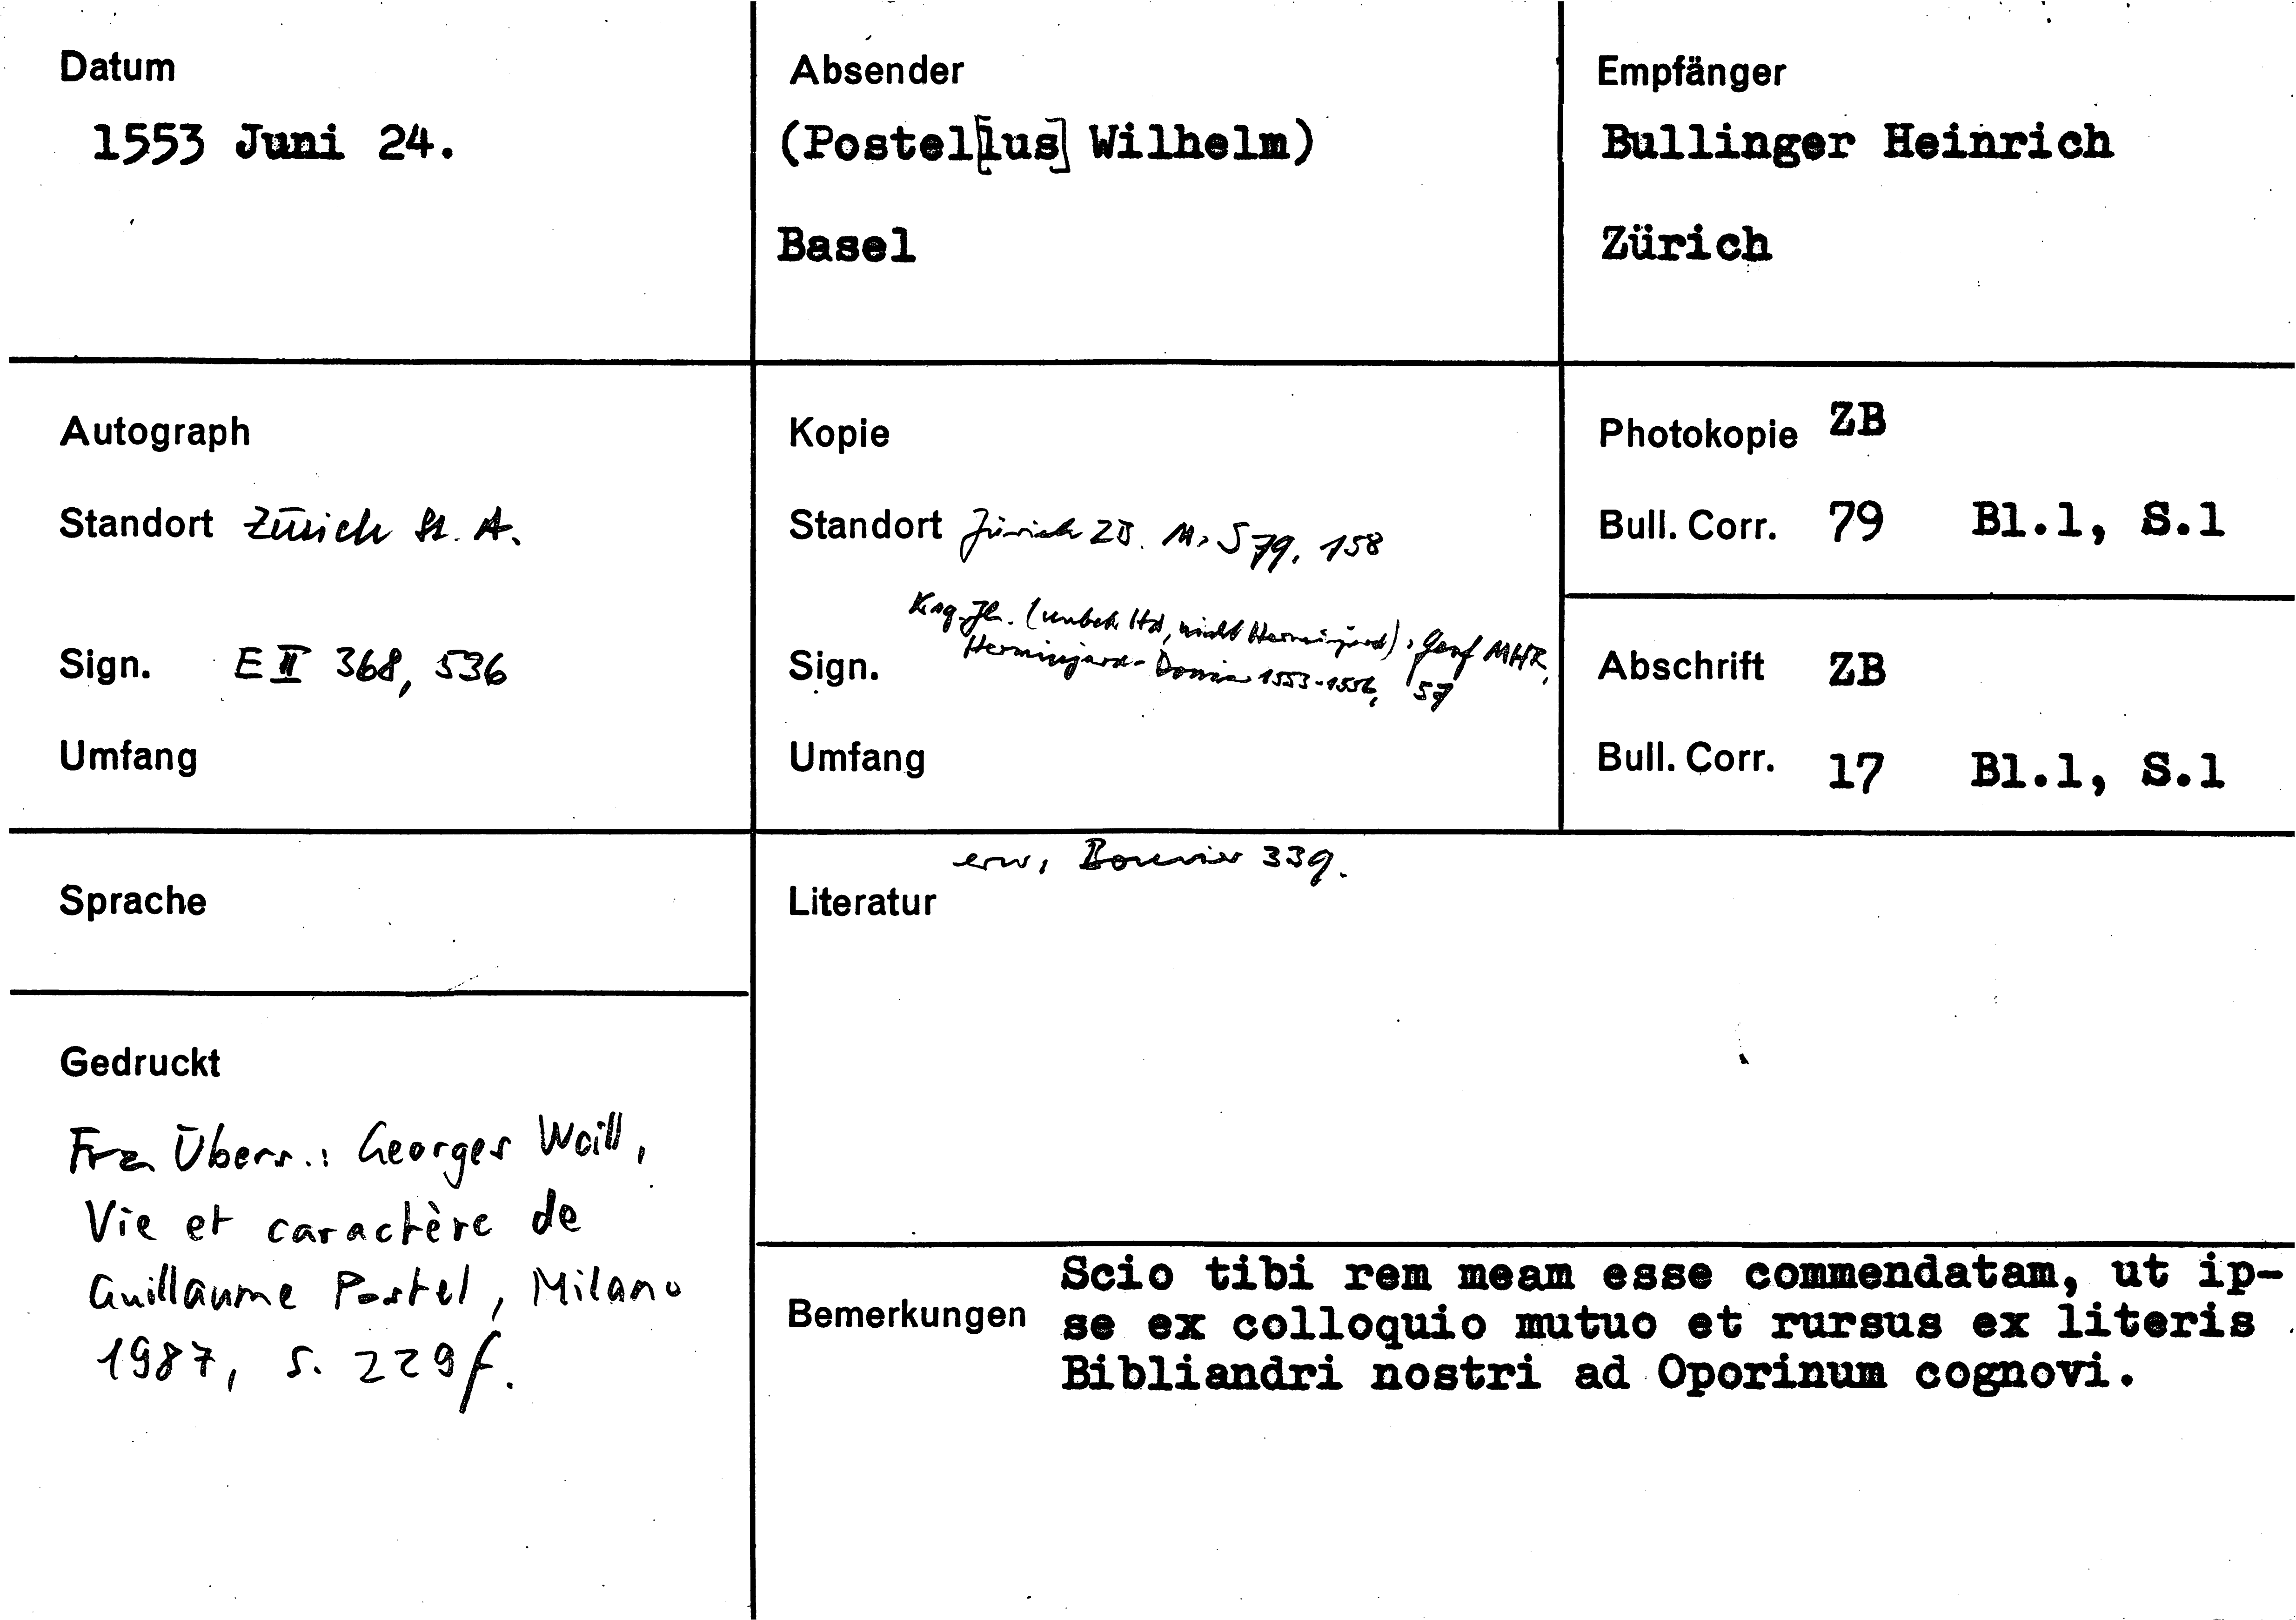 Datum
1553 Juni 24.
Absender
(Postel[lus] Wilhelm)
Basel
Empfänger
Bullinger Heinrich
Zürich
Autograph
Standort Zürich St. A.
Sign. E II 368, 536
Umfang
Kopie
Standort Zürich ZB. Ms S 79, 158
(unbek. Hd, nicht Herminjard), Genf MHR,
Sign. Herminjard- 1553-1556, 57
Umfang
Photokopie ZB
Bull. Corr. 79 Bl.1, S.1
Abschrift ZB
Bull. Corr. 17 Bl.1, S.1
Sprache
Gedruckt
Frz Übers.: Georges Weill,
Vie et caractère de
Guillaume Postel, Milano
1987, S. 229f.
erw. Bouvier 339.
Literatur
Bemerkungen
Scio tibi rem meam esse commendatam, ut ip-
se ex colloquio mutuo et rursus ex literis
Bibliandri nostri ad Oporinum cognovi.